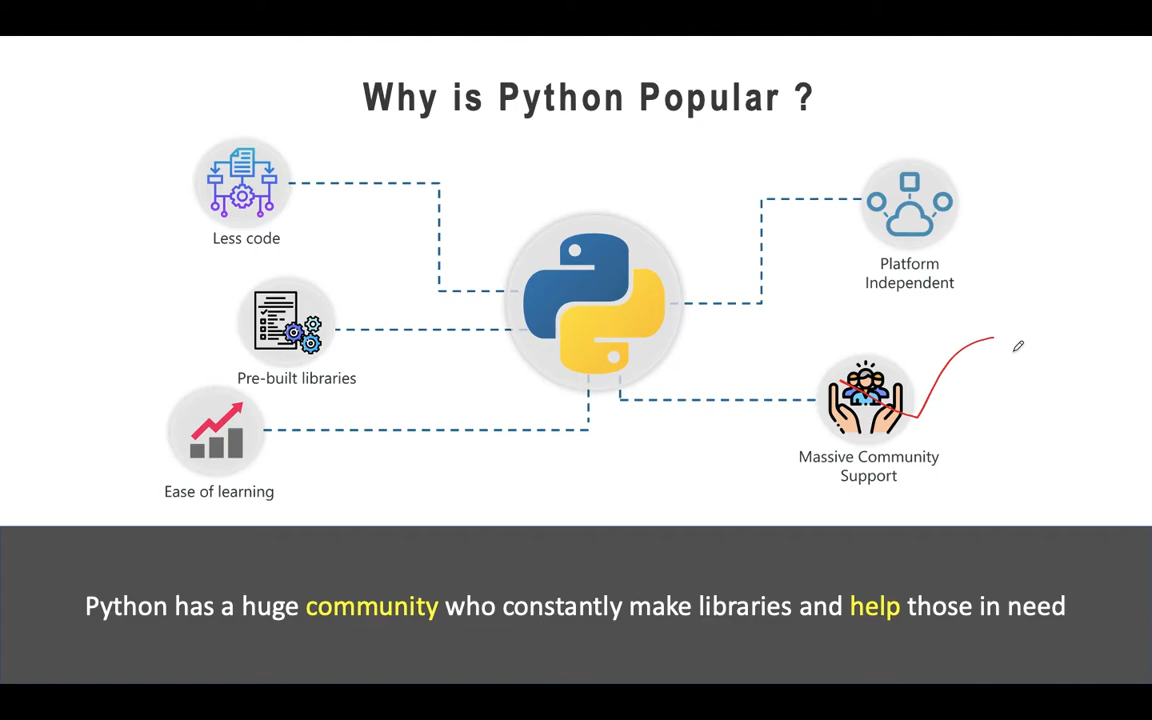 Why is Python Popular ?
Less code
Pre-built libraries
Ease of learning
Platform
Independent
Massive Community
Support
Python has a huge community who constantly make libraries and help those in need